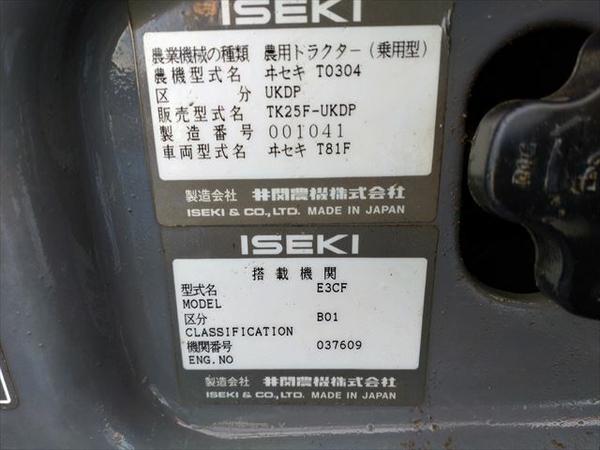 ISEKI
農業機械の種類 農用トラクター(乗用型)
農機型式名 ヰセキ T0304
区分 UKDP
販売型式名 TK25F-UKDP
製造番号 001041
車両型式名 ヰセキ T81F
製造会社 井関農機株式会社
ISEKI & CO.,LTD. MADE IN JAPAN
ISEKI
搭載機関
型式名 E3CF
MODEL
区分 B01
CLASSIFICATION
機関番号 037609
ENG.NO
製造会社 井関農機株式会社
ISEKI & CO.,LTD. MADE IN JAPAN